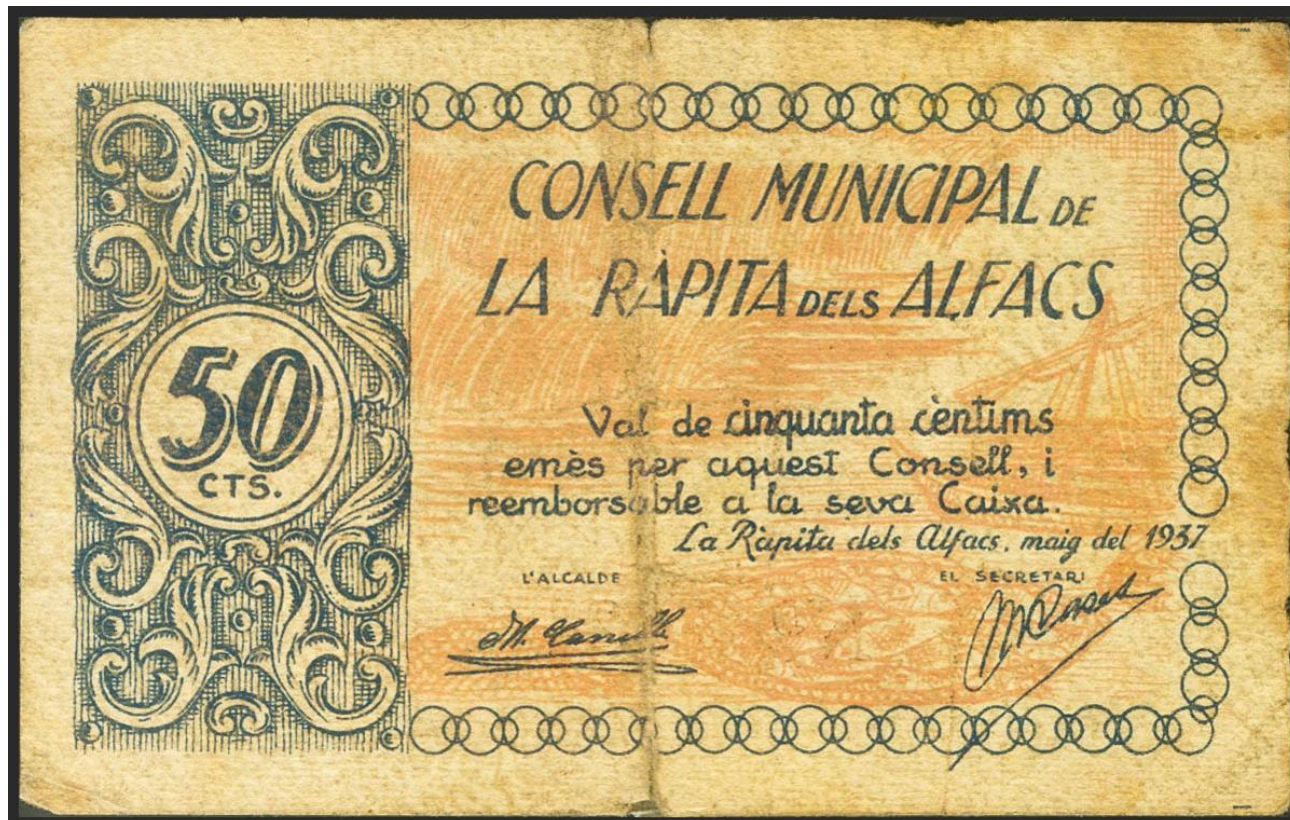 CONSELL MUNICIPAL DE
LA RÀPITA DELS ALFACS
50
CTS.
Val de cinquanta cèntims
emès per aquest Consell, i
reemborsable a la seva Caixa.
La Ràpita dels Alfacs, maig del 1937
L'ALCALDE EL SECRETARI